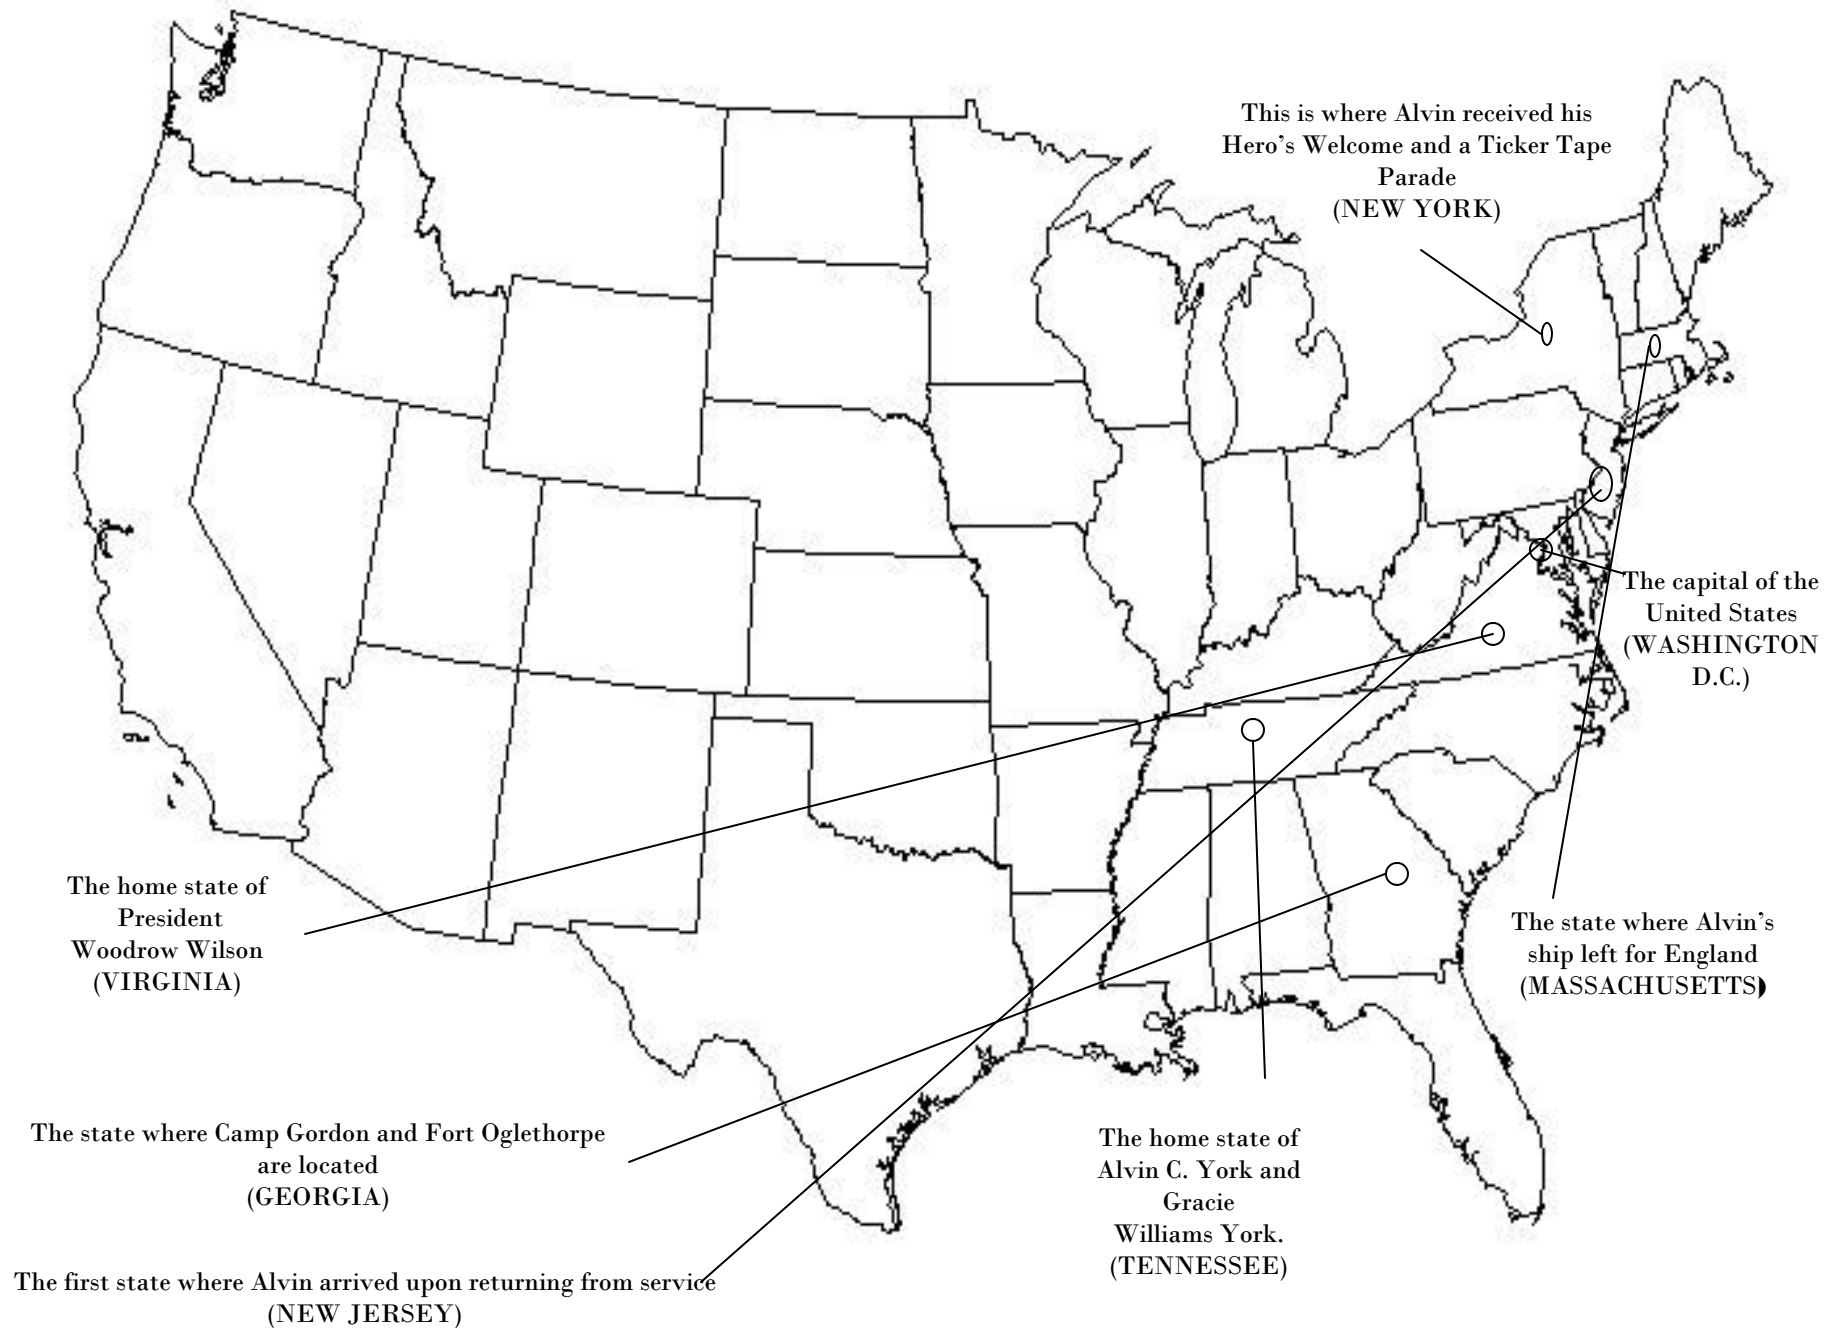 This is where Alvin received his
Hero's Welcome and a Ticker Tape
Parade
(NEW YORK)
The capital of the
United States
(WASHINGTON
D.C.)
The home state of
President
Woodrow Wilson
(VIRGINIA)
The state where Alvin's
ship left for England
(MASSACHUSETTS)
The state where Camp Gordon and Fort Oglethorpe
are located
(GEORGIA)
The home state of
Alvin C. York and
Gracie
Williams York.
(TENNESSEE)
The first state where Alvin arrived upon returning from service
(NEW JERSEY)